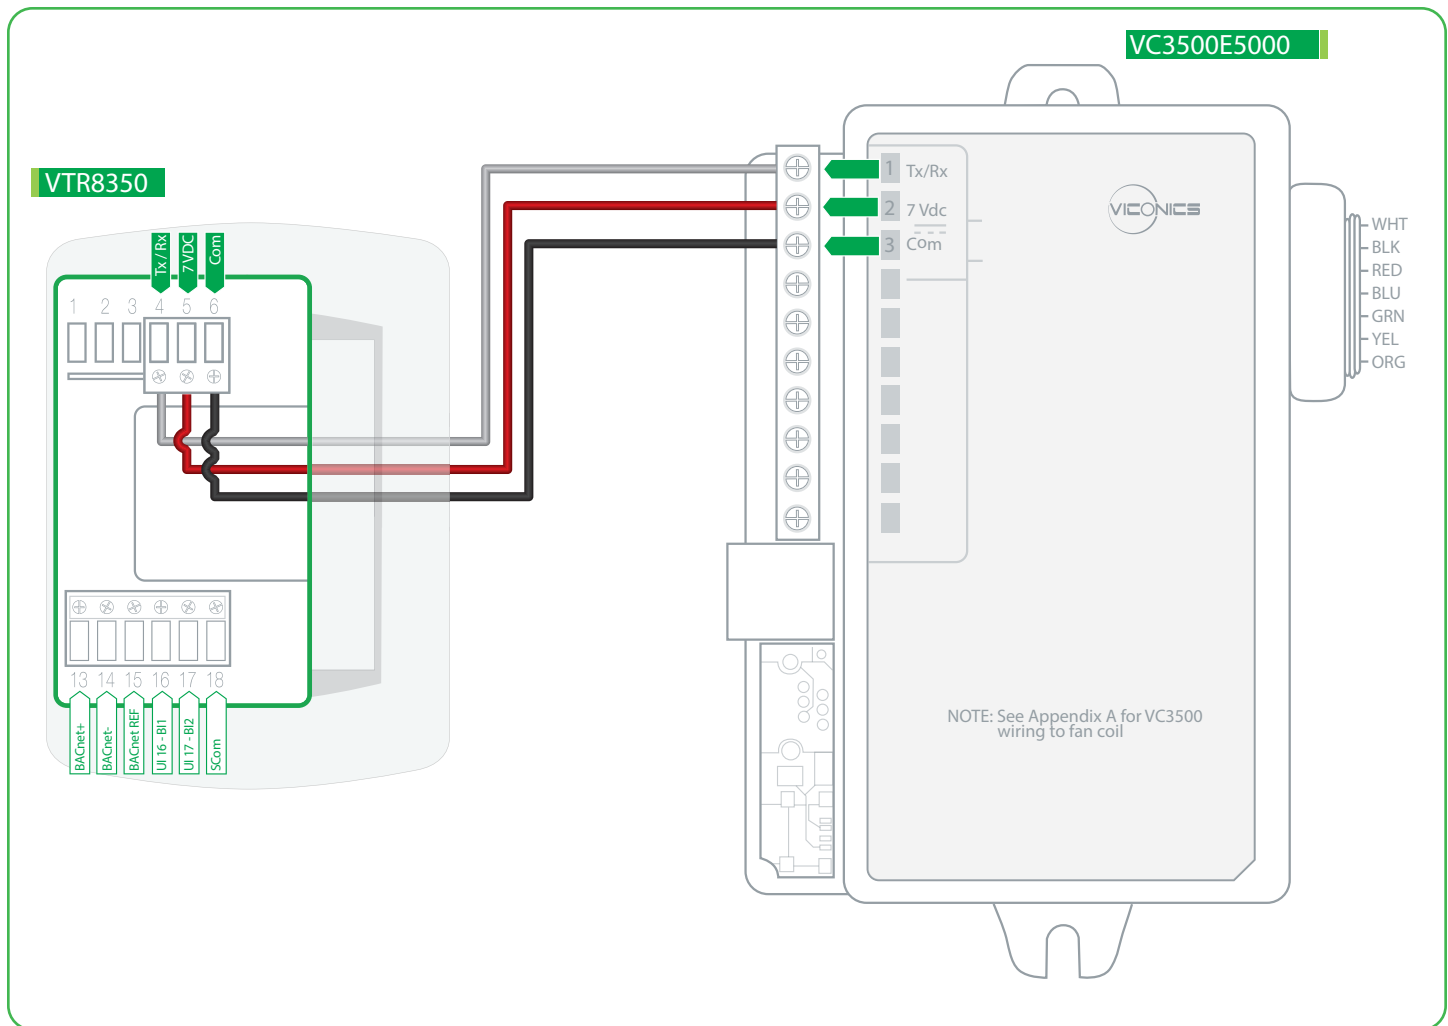 VC3500E5000
VTR8350
Tx / Rx
7 VDC
Com
1 2 3 4 5 6
13 14 15 16 17 18
BACnet+
BACnet-
BACnet REF
UI 16 - BI1
UI 17 - BI2
SCom
1 Tx/Rx
2 7 Vdc
3 Com
VICONICS
WHT
BLK
RED
BLU
GRN
YEL
ORG
NOTE: See Appendix A for VC3500
wiring to fan coil